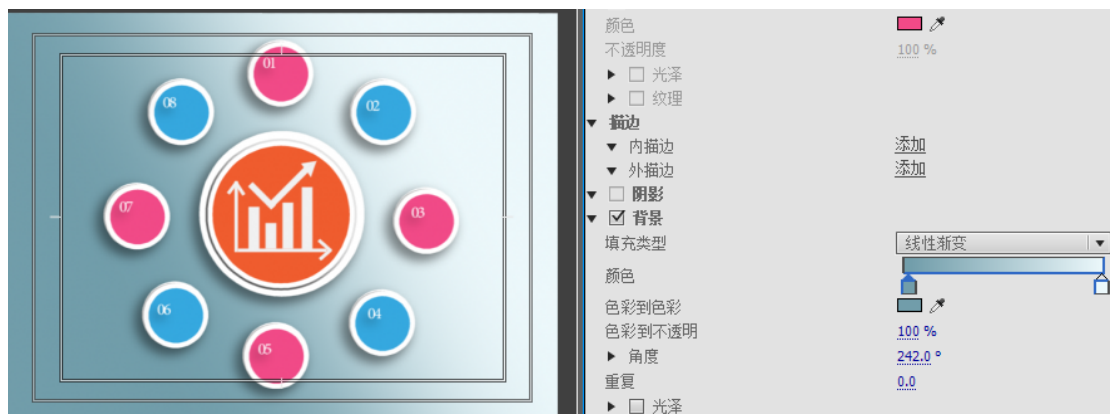 01
02
03
04
05
06
07
08
颜色
不透明度 100 %
光泽
纹理
描边
内描边 添加
外描边 添加
阴影
背景
填充类型 线性渐变
颜色
色彩到色彩
色彩到不透明 100 %
角度 242.0 °
重复 0.0
光泽